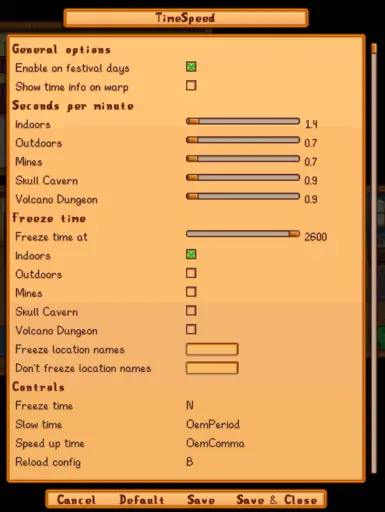 TimeSpeed
General options
Enable on festival days
Show time info on warp
Seconds per minute
Indoors 1.4
Outdoors 0.7
Mines 0.7
Skull Cavern 0.9
Volcano Dungeon 0.9
Freeze time
Freeze time at 2600
Indoors
Outdoors
Mines
Skull Cavern
Volcano Dungeon
Freeze location names
Don't freeze location names
Controls
Freeze time N
Slow time OemPeriod
Speed up time OemComma
Reload config B
Cancel Default Save Save & Close